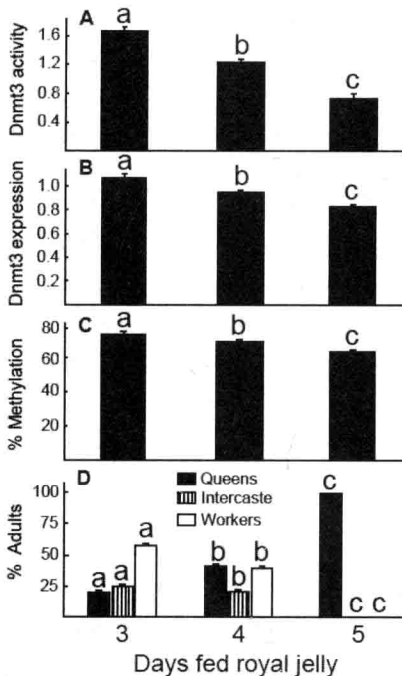 A
a
b
c
Dnmt3 activity
1.6
1.2
0.8
0.4
B
a
b
c
Dnmt3 expression
1.0
0.8
0.6
0.4
0.2
C
a
b
c
% Methylation
80
60
40
20
D
Queens
Intercaste
Workers
% Adults
100
75
50
25
a a a
b b b
c c c
3 4 5
Days fed royal jelly